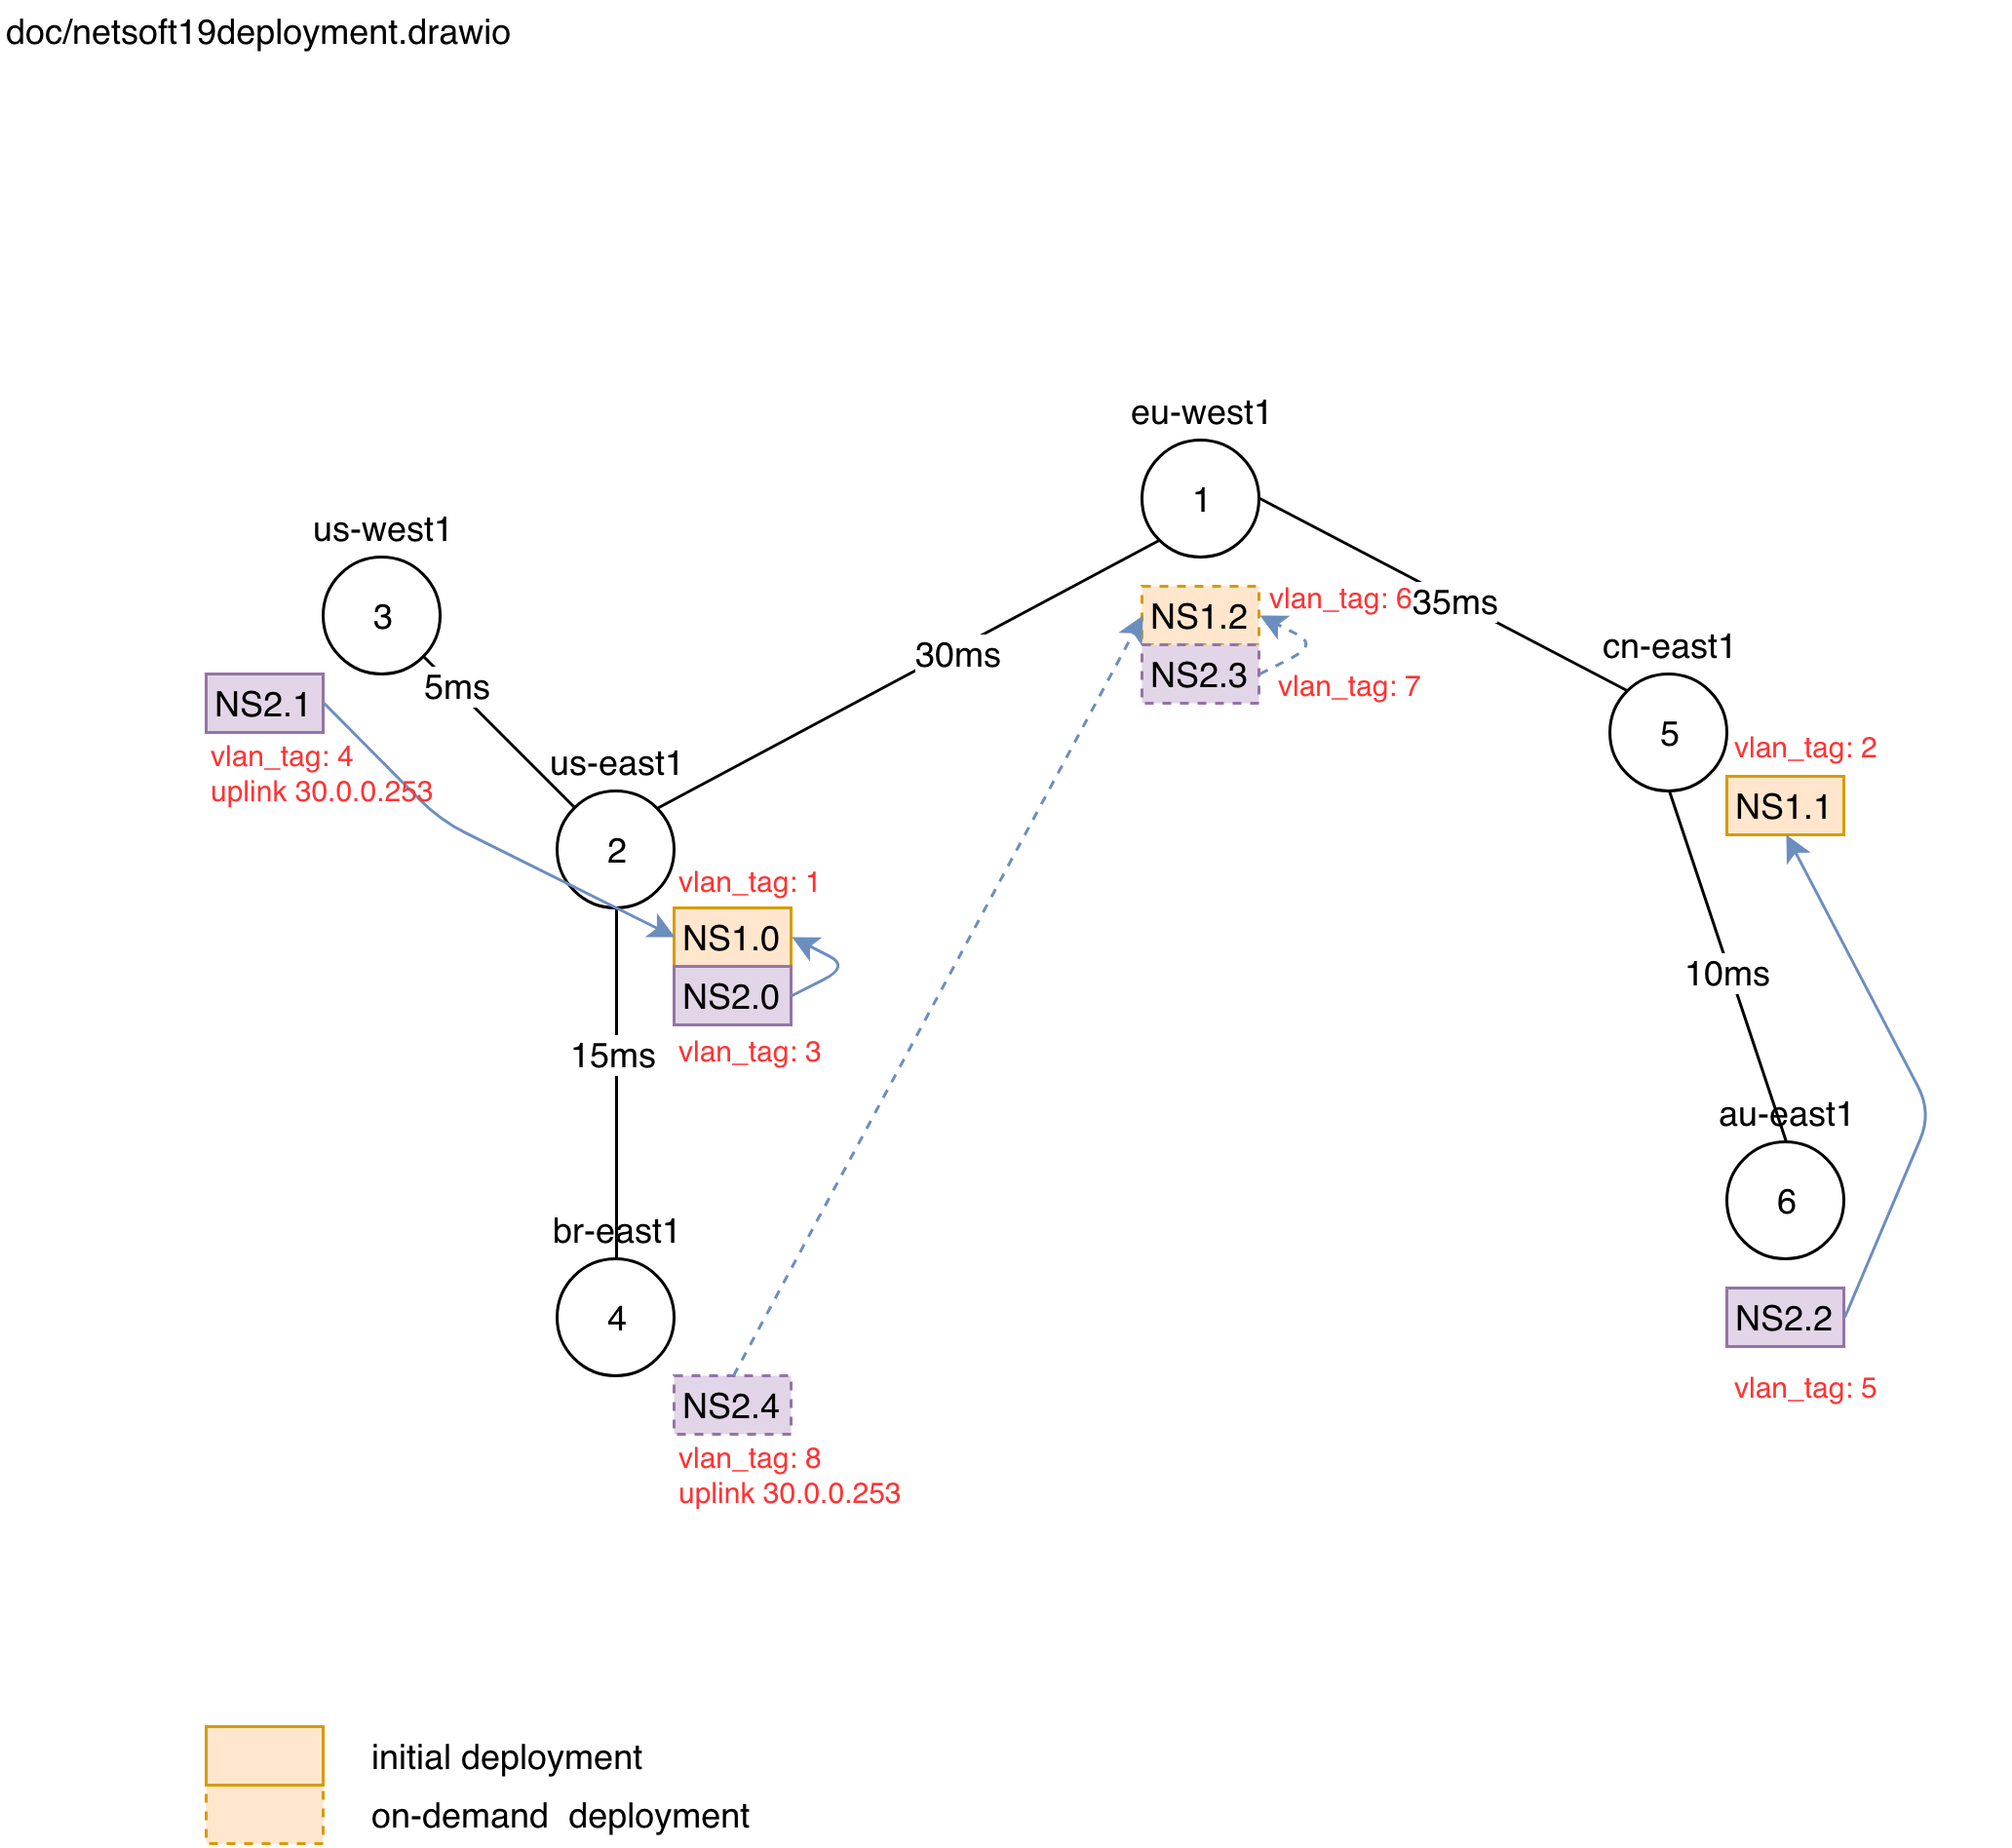 doc/netsoft19deployment.drawio
eu-west1
1
us-west1
3
5ms
NS2.1
vlan_tag: 4
uplink 30.0.0.253
30ms
NS1.2
vlan_tag: 6
NS2.3
vlan_tag: 7
35ms
cn-east1
5
vlan_tag: 2
NS1.1
us-east1
2
vlan_tag: 1
NS1.0
NS2.0
vlan_tag: 3
15ms
10ms
au-east1
6
NS2.2
vlan_tag: 5
br-east1
4
NS2.4
vlan_tag: 8
uplink 30.0.0.253
initial deployment
on-demand  deployment